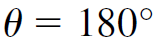 θ = 180°